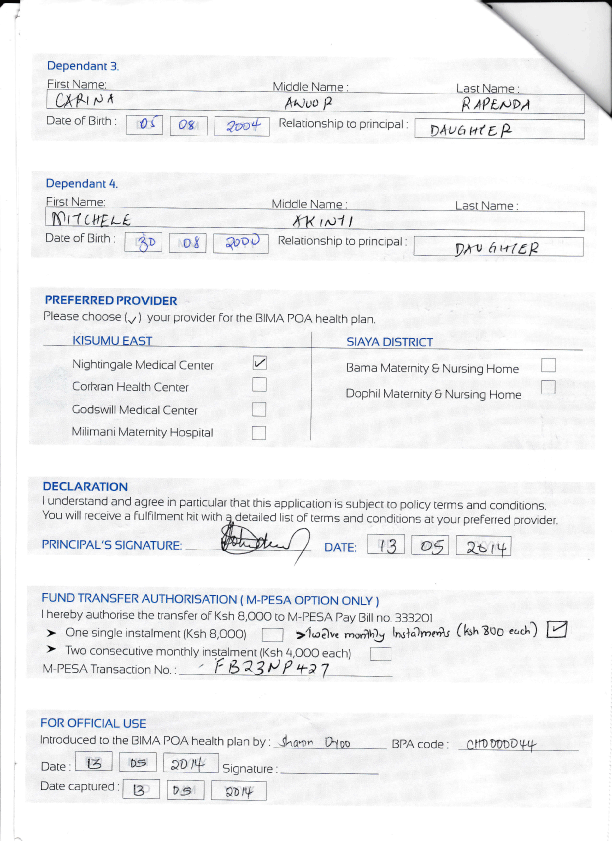 Dependant 3.
First Name: Middle Name : Last Name :
CARINA AWUOR RAPENDA
Date of Birth : 05 08 2004 Relationship to principal : DAUGHTER
Dependant 4.
First Name: Middle Name : Last Name :
MITCHELE AKINYI
Date of Birth : 30 08 2000 Relationship to principal : DAUGHTER
PREFERRED PROVIDER
Please choose (✓) your provider for the BIMA POA health plan.
KISUMU EAST SIAYA DISTRICT
Nightingale Medical Center ✓ Bama Maternity & Nursing Home
Corkran Health Center Dophil Maternity & Nursing Home
Godswill Medical Center
Milimani Maternity Hospital
DECLARATION
I understand and agree in particular that this application is subject to policy terms and conditions.
You will receive a fulfilment kit with a detailed list of terms and conditions at your preferred provider.
PRINCIPAL'S SIGNATURE: DATE: 13 05 2014
FUND TRANSFER AUTHORISATION ( M-PESA OPTION ONLY )
I hereby authorise the transfer of Ksh 8,000 to M-PESA Pay Bill no. 333201
➤ One single instalment (Ksh 8,000) >Twelve monthly Instalments (ksh 800 each) ✓
➤ Two consecutive monthly instalment (Ksh 4,000 each)
M-PESA Transaction No. : FB23NP427
FOR OFFICIAL USE
Introduced to the BIMA POA health plan by : Sharon BPA code : CHO000044
Date : 13 05 2014 Signature :
Date captured : 13 05 2014